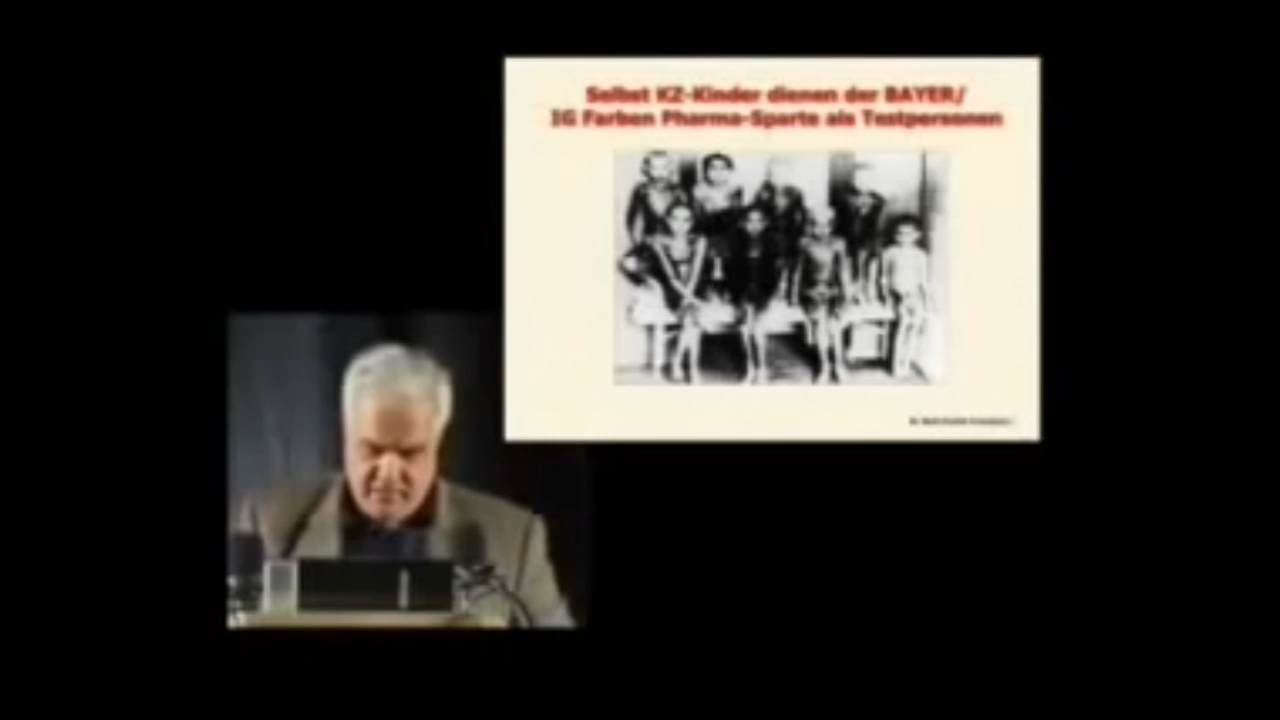 Selbst KZ-Kinder dienen der BAYER/
IG Farben Pharma-Sparte als Testpersonen